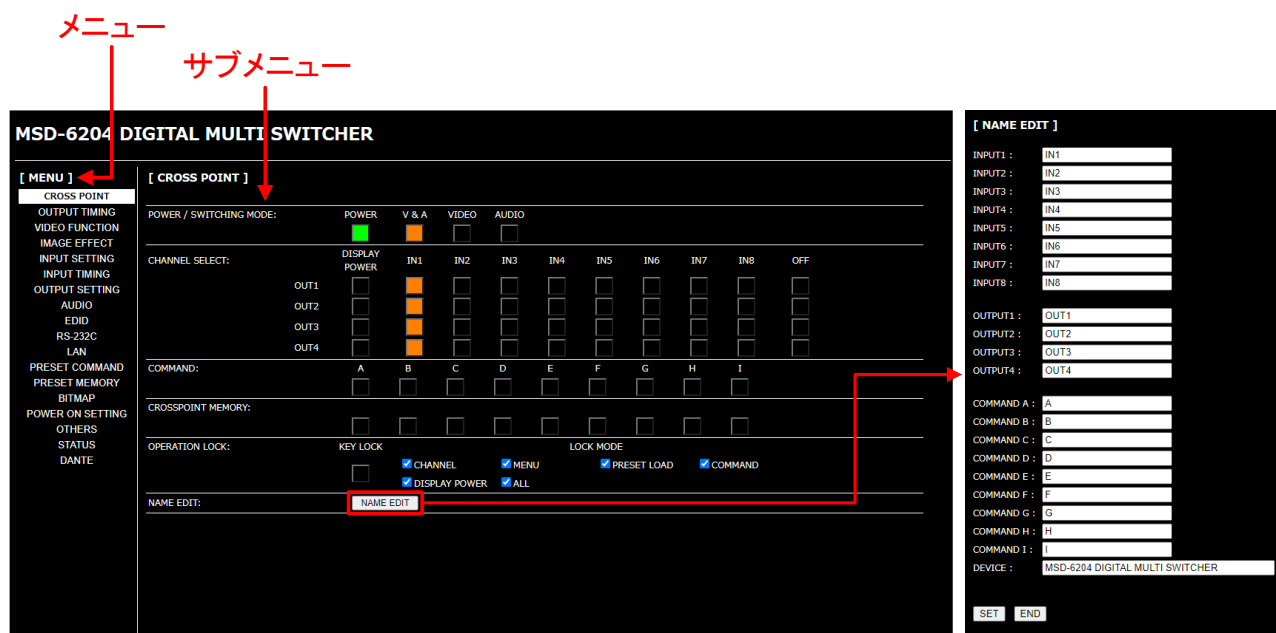 メニュー
サブメニュー
MSD-6204 DIGITAL MULTI SWITCHER
[ MENU ]
CROSS POINT
OUTPUT TIMING
VIDEO FUNCTION
IMAGE EFFECT
INPUT SETTING
INPUT TIMING
OUTPUT SETTING
AUDIO
EDID
RS-232C
LAN
PRESET COMMAND
PRESET MEMORY
BITMAP
POWER ON SETTING
OTHERS
STATUS
DANTE
[ CROSS POINT ]
POWER / SWITCHING MODE: POWER V & A VIDEO AUDIO
CHANNEL SELECT: DISPLAY POWER IN1 IN2 IN3 IN4 IN5 IN6 IN7 IN8 OFF
OUT1
OUT2
OUT3
OUT4
COMMAND: A B C D E F G H I
CROSSPOINT MEMORY:
OPERATION LOCK: KEY LOCK LOCK MODE
CHANNEL MENU PRESET LOAD COMMAND
DISPLAY POWER ALL
NAME EDIT: NAME EDIT
[ NAME EDIT ]
INPUT1 : IN1
INPUT2 : IN2
INPUT3 : IN3
INPUT4 : IN4
INPUT5 : IN5
INPUT6 : IN6
INPUT7 : IN7
INPUT8 : IN8
OUTPUT1 : OUT1
OUTPUT2 : OUT2
OUTPUT3 : OUT3
OUTPUT4 : OUT4
COMMAND A : A
COMMAND B : B
COMMAND C : C
COMMAND D : D
COMMAND E : E
COMMAND F : F
COMMAND G : G
COMMAND H : H
COMMAND I : I
DEVICE : MSD-6204 DIGITAL MULTI SWITCHER
SET END